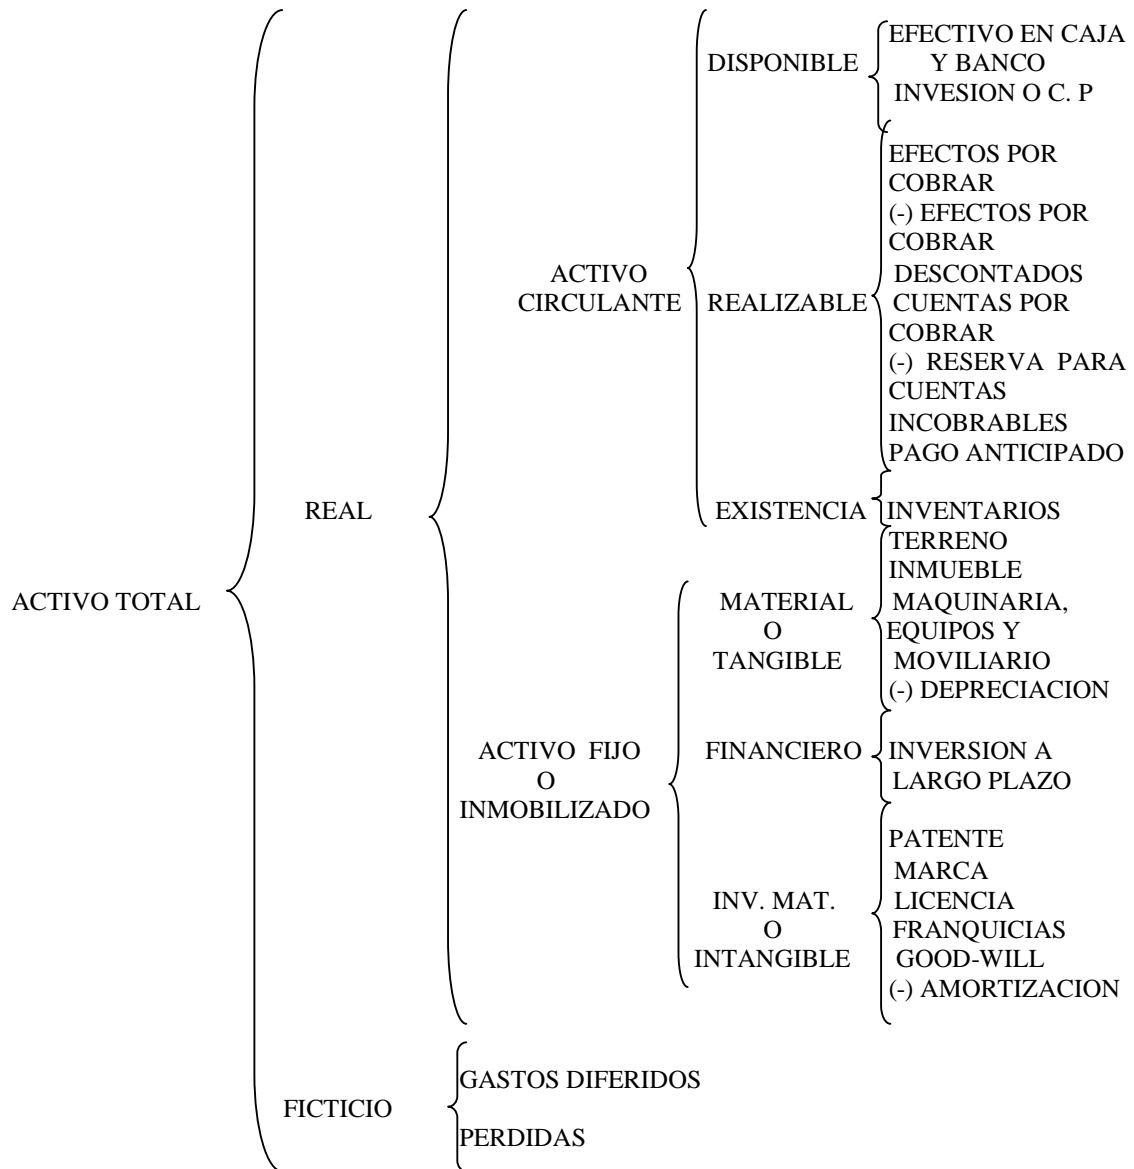 EFECTIVO EN CAJA
DISPONIBLE
Y BANCO
INVESION O C. P
EFECTOS POR
COBRAR
(-) EFECTOS POR
COBRAR
ACTIVO
CIRCULANTE
REALIZABLE
DESCONTADOS
CUENTAS POR
COBRAR
(-) RESERVA PARA
CUENTAS
INCOBRABLES
PAGO ANTICIPADO
REAL
EXISTENCIA
INVENTARIOS
TERRENO
INMUEBLE
ACTIVO TOTAL
MATERIAL
O
TANGIBLE
MAQUINARIA,
EQUIPOS Y
MOVILIARIO
(-) DEPRECIACION
ACTIVO FIJO
O
INMOBILIZADO
FINANCIERO
INVERSION A
LARGO PLAZO
PATENTE
MARCA
INV. MAT.
O
INTANGIBLE
LICENCIA
FRANQUICIAS
GOOD-WILL
(-) AMORTIZACION
FICTICIO
GASTOS DIFERIDOS
PERDIDAS